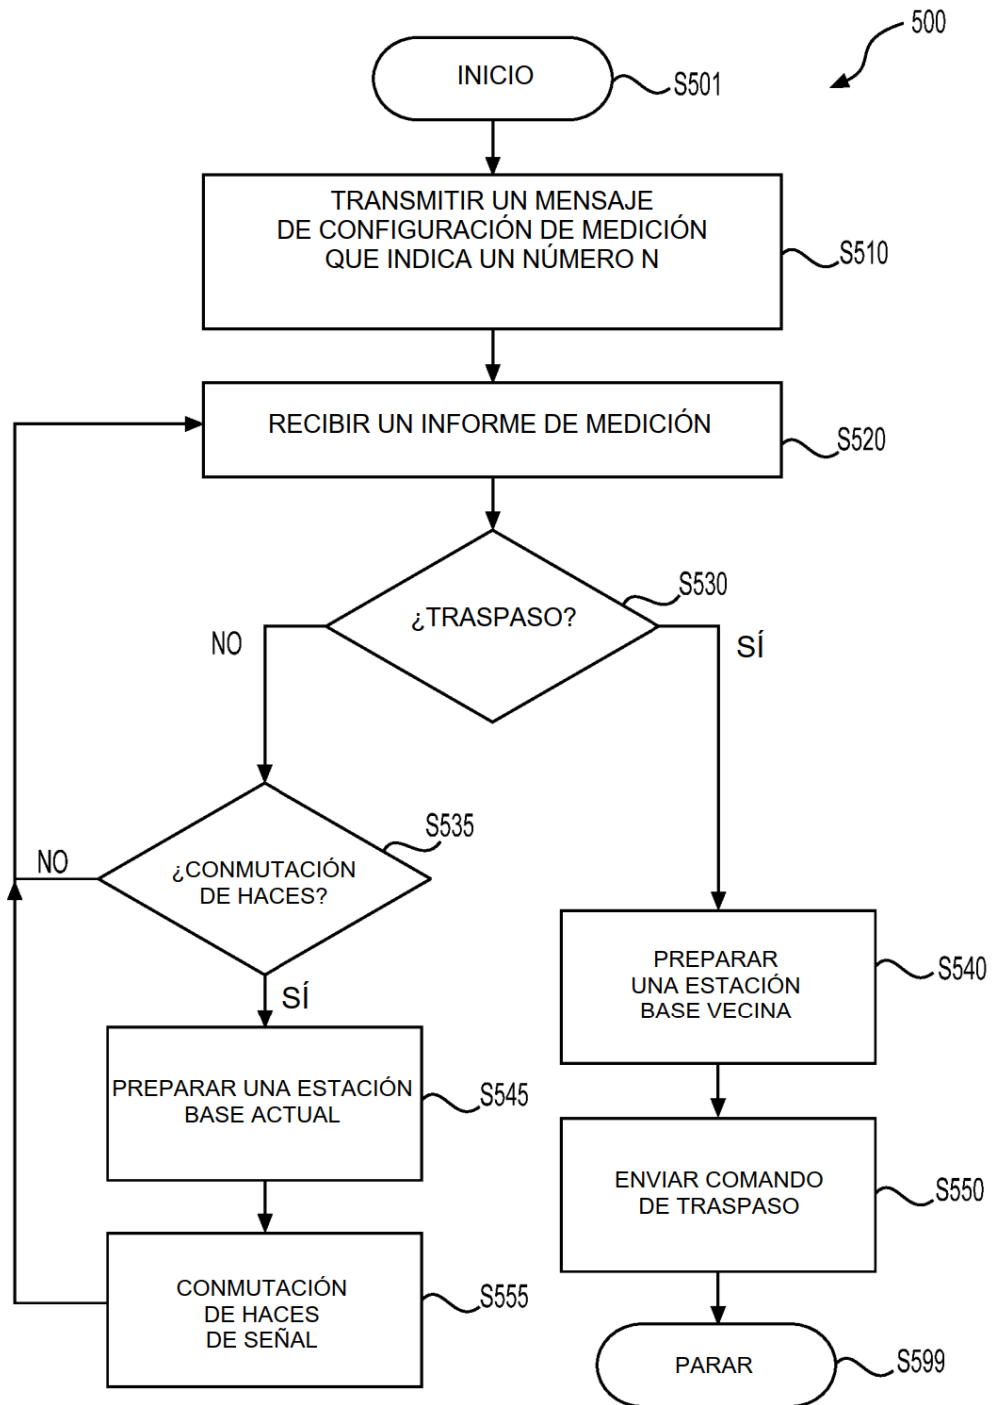 500
INICIO
S501
TRANSMITIR UN MENSAJE
DE CONFIGURACIÓN DE MEDICIÓN
QUE INDICA UN NÚMERO N
S510
RECIBIR UN INFORME DE MEDICIÓN
S520
¿TRASPASO?
S530
NO
SÍ
¿CONMUTACIÓN
DE HACES?
S535
NO
SÍ
PREPARAR
UNA ESTACIÓN
BASE VECINA
S540
PREPARAR UNA ESTACIÓN
BASE ACTUAL
S545
ENVIAR COMANDO
DE TRASPASO
S550
CONMUTACIÓN
DE HACES
DE SEÑAL
S555
PARAR
S599